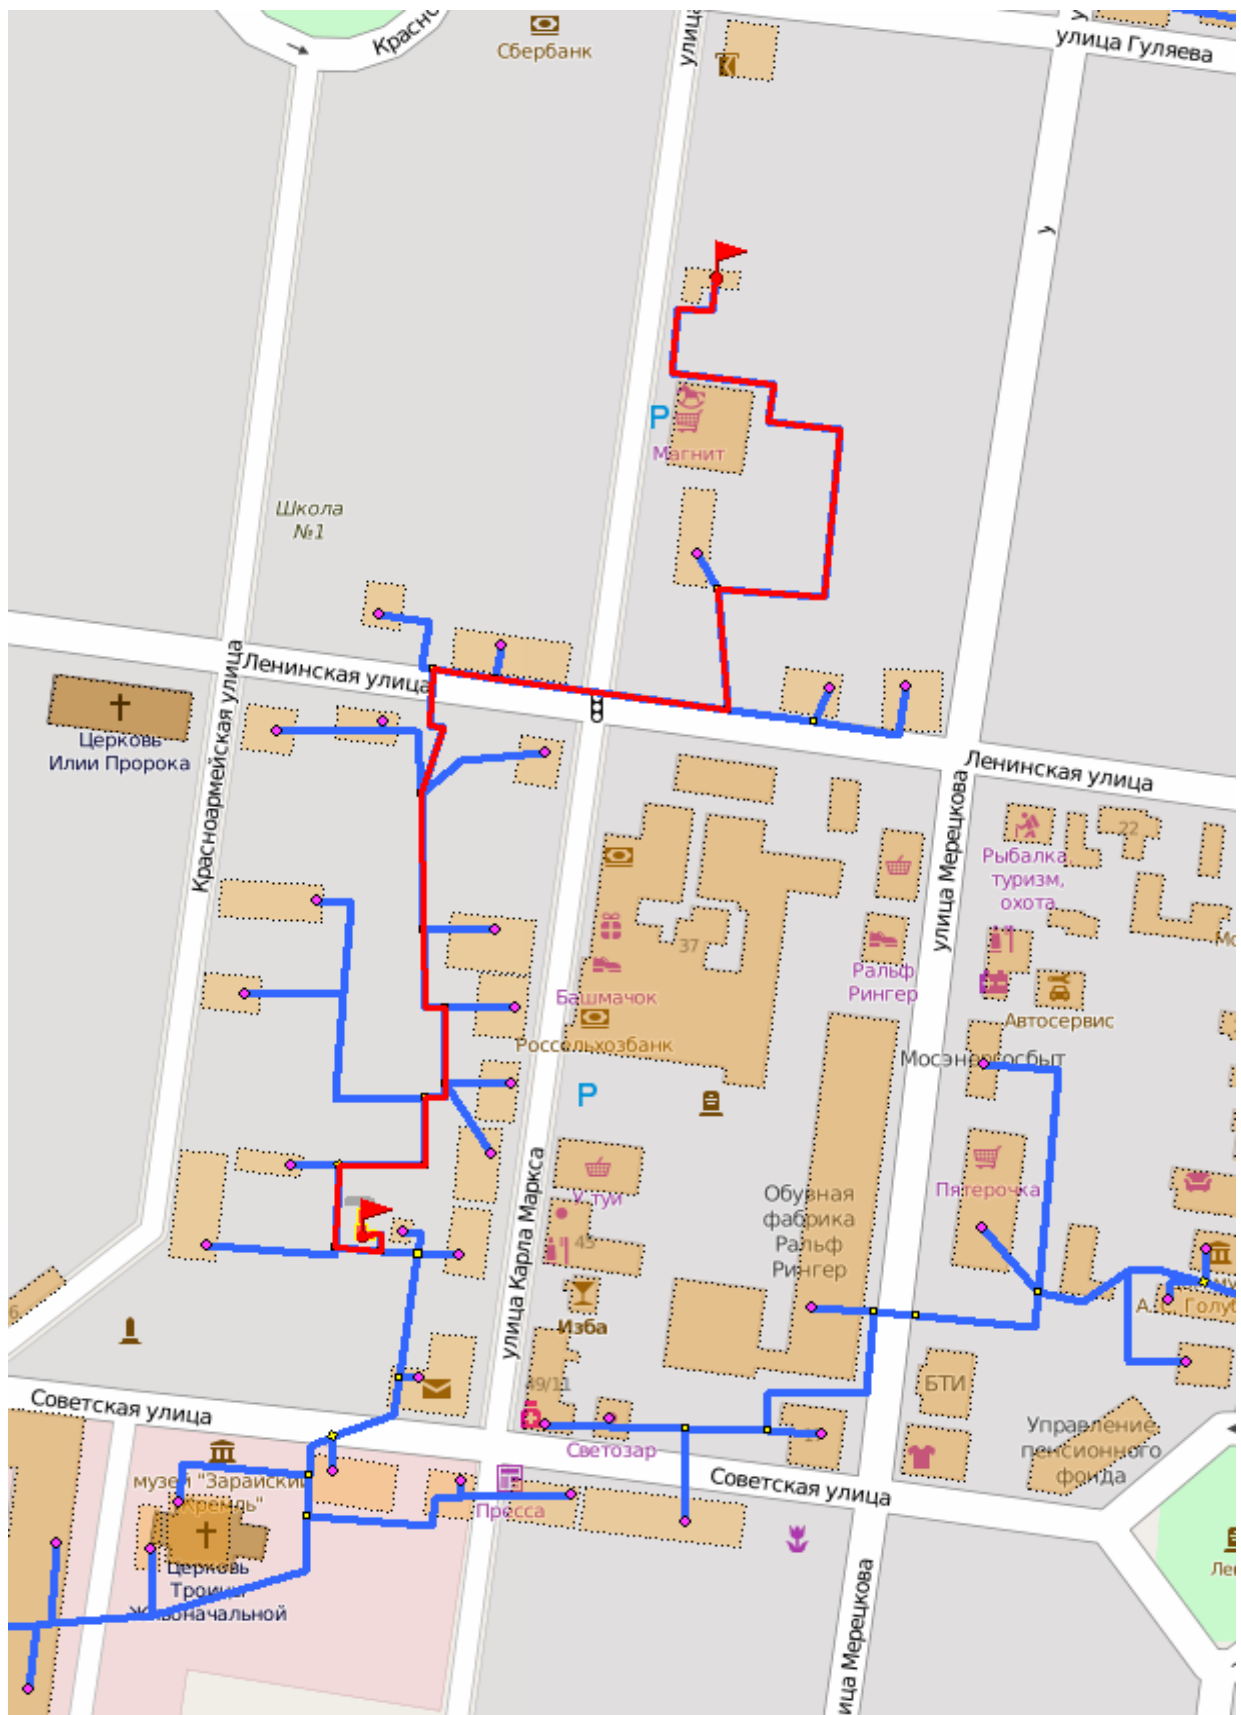 Красно
Сбербанк
улица
улица Гуляева
Магнит
Школа
№1
Ленинская улица
Церковь
Илии Пророка
Красноармейская улица
Ленинская улица
улица Мерецкова
22
Рыбалка,
туризм,
охота
37
Ральф
Рингер
Башмачок
Россельхозбанк
Автосервис
Мосэнергосбыт
P
P
улица Карла Маркса
Обувная
фабрика
Ральф
Рингер
Пятерочка
45
Изба
49/11
БТИ
6
Советская улица
Светозар
Управление
пенсионного
фонда
музей "Зарайский
Кремль"
Пресса
Советская улица
Церковь
Троицы
Живоначальной
ица Мерецкова